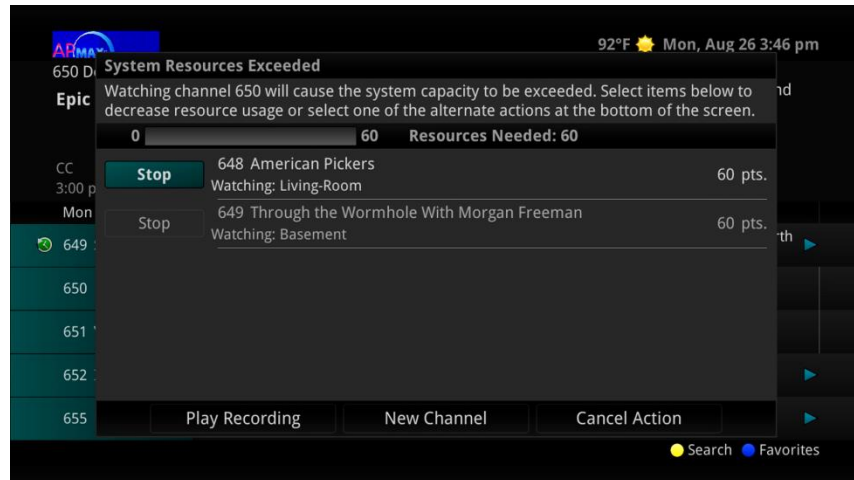 APMAX
92°F Mon, Aug 26 3:46 pm
650
System Resources Exceeded
Epic
Watching channel 650 will cause the system capacity to be exceeded. Select items below to
decrease resource usage or select one of the alternate actions at the bottom of the screen.
0 60 Resources Needed: 60
CC
3:00 p
Stop 648 American Pickers 60 pts.
Watching: Living-Room
Mon
Stop 649 Through the Wormhole With Morgan Freeman 60 pts.
Watching: Basement
649
650
651
652
655
Play Recording New Channel Cancel Action
Search Favorites